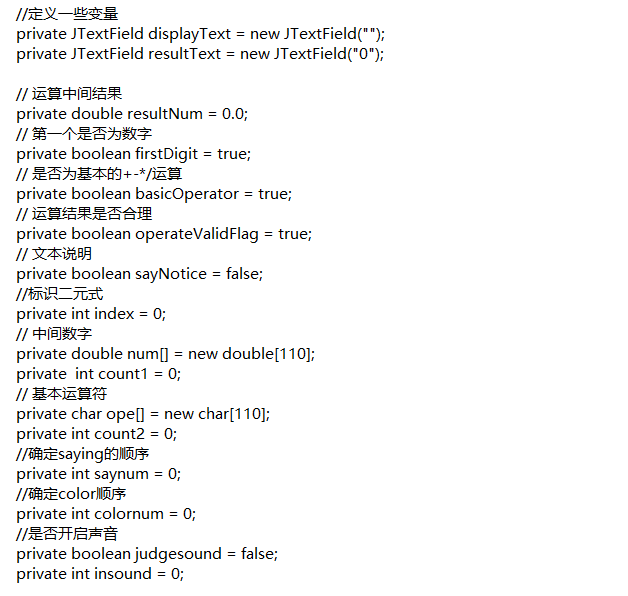 //定义一些变量
private JTextField displayText = new JTextField("");
private JTextField resultText = new JTextField("0");
// 运算中间结果
private double resultNum = 0.0;
// 第一个是否为数字
private boolean firstDigit = true;
// 是否为基本的+-*/运算
private boolean basicOperator = true;
// 运算结果是否合理
private boolean operateValidFlag = true;
// 文本说明
private boolean sayNotice = false;
//标识二元式
private int index = 0;
// 中间数字
private double num[] = new double[110];
private  int count1 = 0;
// 基本运算符
private char ope[] = new char[110];
private int count2 = 0;
//确定saying的顺序
private int saynum = 0;
//确定color顺序
private int colornum = 0;
//是否开启声音
private boolean judgesound = false;
private int insound = 0;